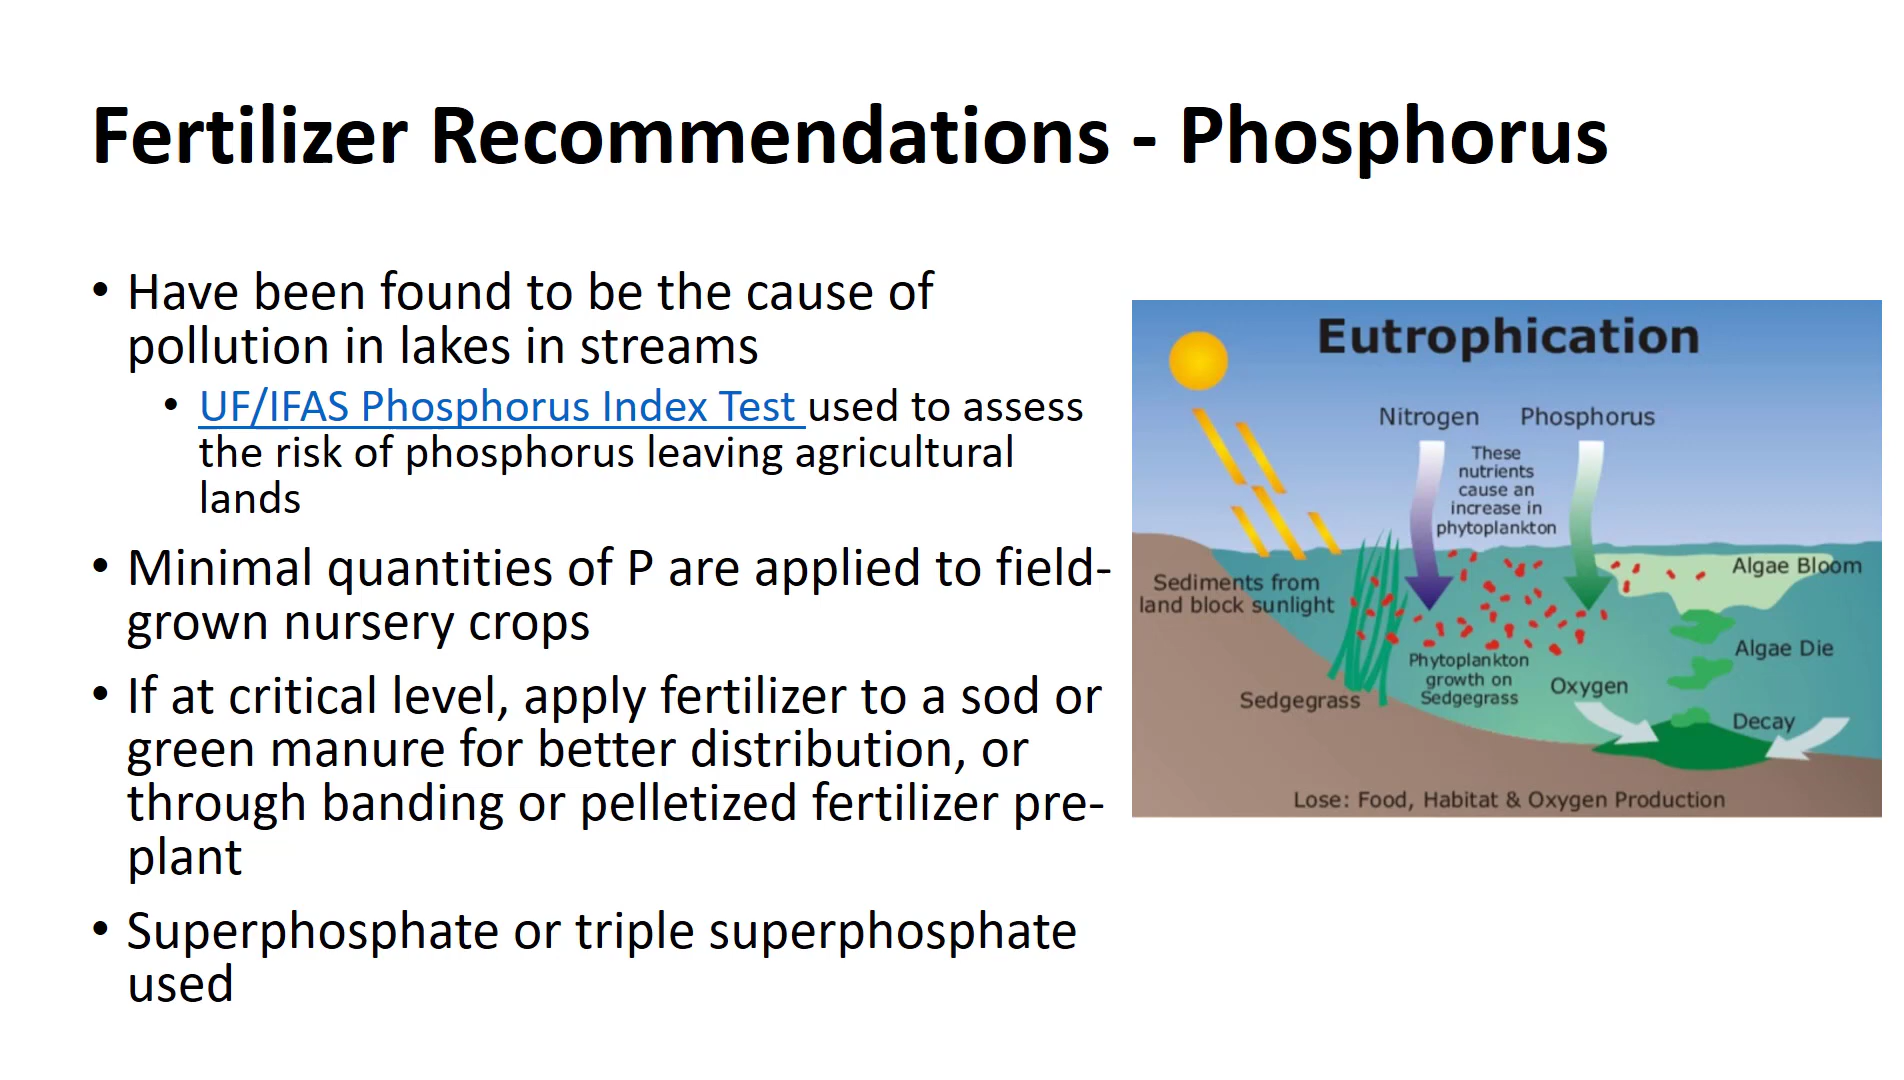 Fertilizer Recommendations - Phosphorus
• Have been found to be the cause of
pollution in lakes in streams
• UF/IFAS Phosphorus Index Test used to assess
the risk of phosphorus leaving agricultural
lands
• Minimal quantities of P are applied to field-
grown nursery crops
• If at critical level, apply fertilizer to a sod or
green manure for better distribution, or
through banding or pelletized fertilizer pre-
plant
• Superphosphate or triple superphosphate
used
Eutrophication
Nitrogen
Phosphorus
These
nutrients
cause an
increase in
phytoplankton
Sediments from
land block sunlight
Algae Bloom
Algae Die
Phytoplankton
growth on
Sedgegrass
Sedgegrass
Oxygen
Decay
Lose: Food, Habitat & Oxygen Production